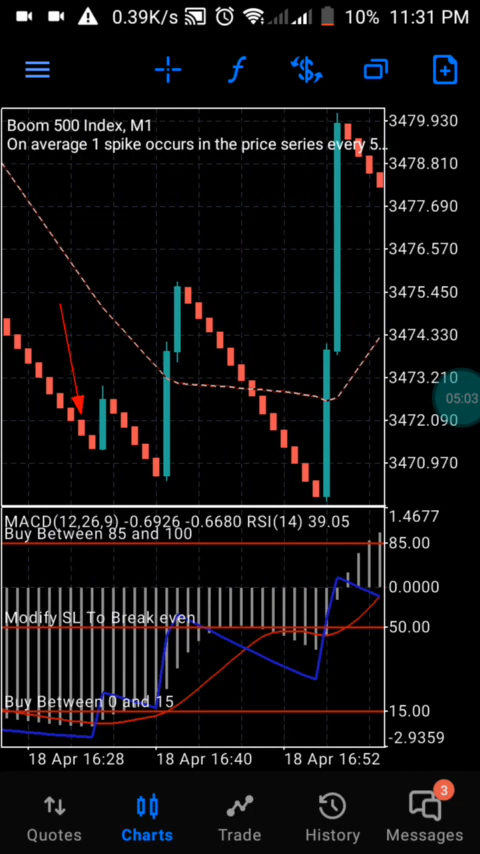 0.39K/s 10% 11:31 PM
Boom 500 Index, M1
On average 1 spike occurs in the price series every 5...
3479.930
3478.810
3477.690
3476.570
3475.450
3474.330
3473.210
05:03
3472.090
3470.970
MACD(12,26,9) -0.6926 -0.6680 RSI(14) 39.05
1.4677
Buy Between 85 and 100
85.00
0.0000
Modify SL To Break even
50.00
Buy Between 0 and 15
15.00
-2.9359
18 Apr 16:28 18 Apr 16:40 18 Apr 16:52
3
Quotes Charts Trade History Messages